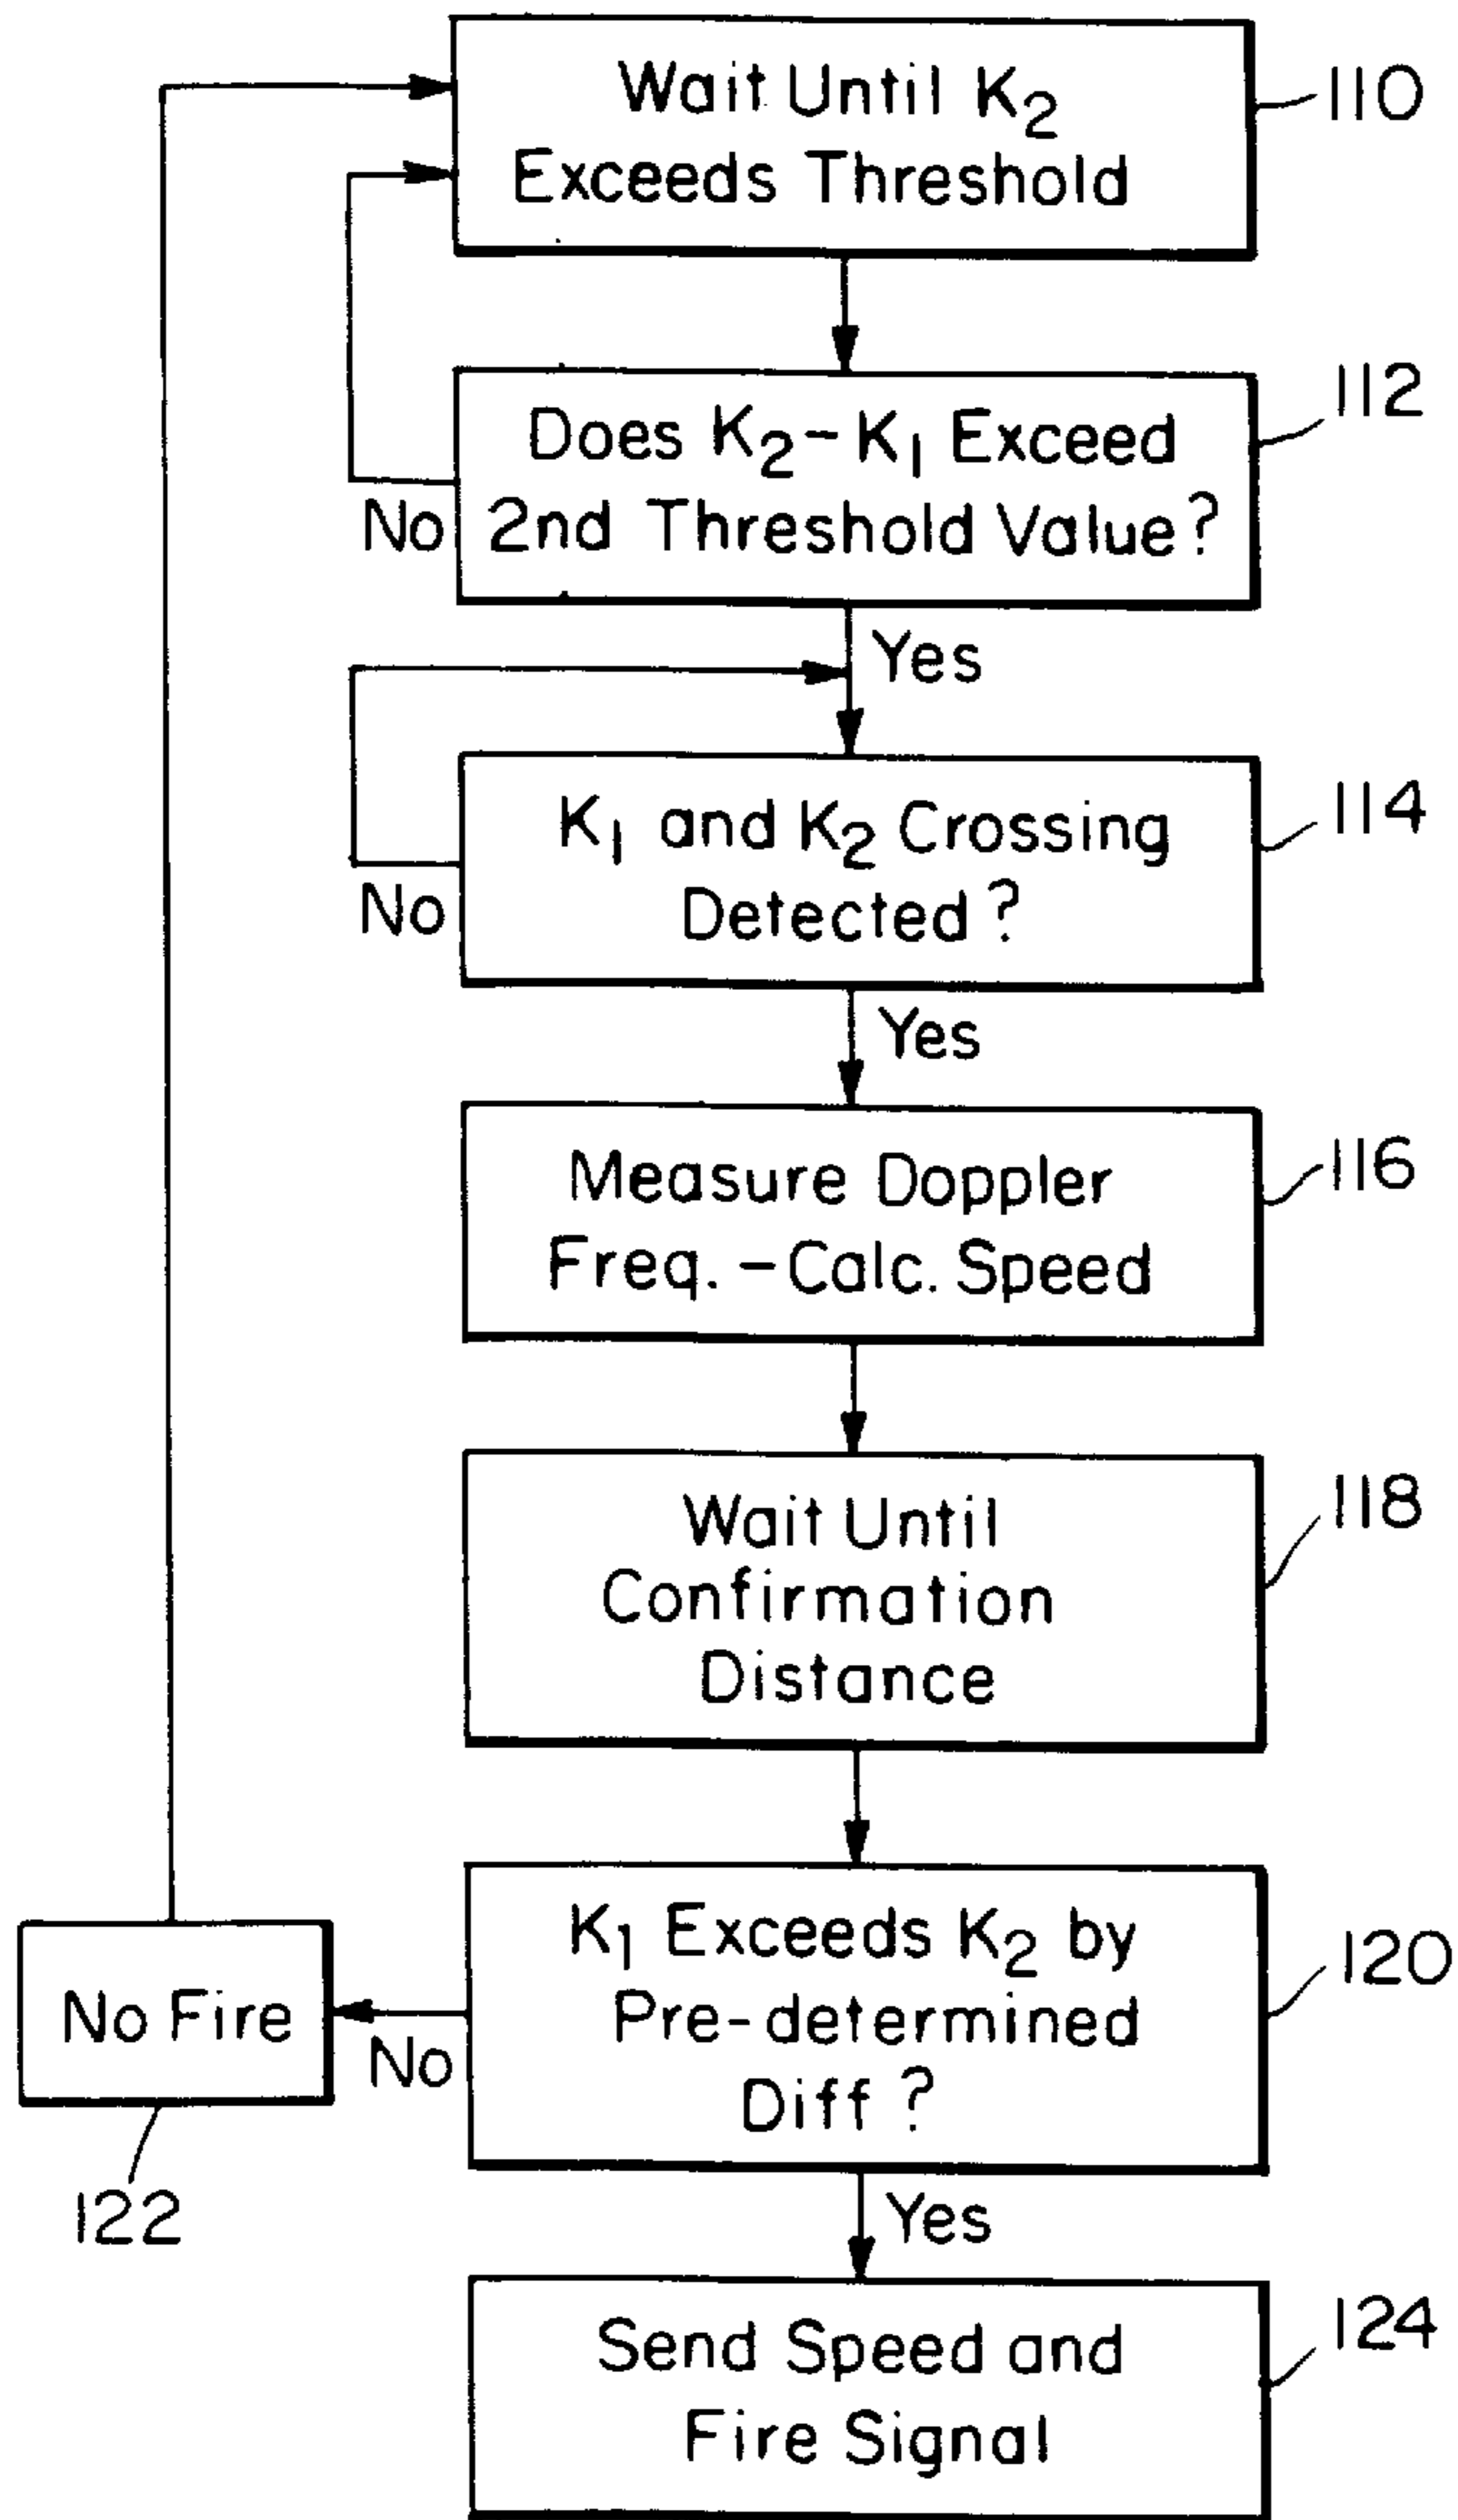 Wait Until K2
Exceeds Threshold
110
Does K2-K1 Exceed
2nd Threshold Value?
112
No
Yes
K1 and K2 Crossing
Detected?
114
No
Yes
Measure Doppler
Freq. - Calc. Speed
116
Wait Until
Confirmation
Distance
118
K1 Exceeds K2 by
Pre-determined
Diff ?
120
No Fire
No
122
Yes
Send Speed and
Fire Signal
124